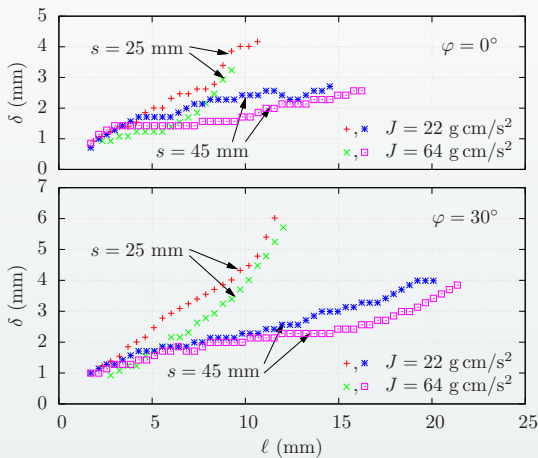 5
4
3
2
1
0
δ (mm)
s = 25 mm
φ = 0°
s = 45 mm
+, ✳ J = 22 g cm/s²
×, ⊡ J = 64 g cm/s²
7
6
5
4
3
2
1
0
δ (mm)
s = 25 mm
φ = 30°
s = 45 mm
+, ✳ J = 22 g cm/s²
×, ⊡ J = 64 g cm/s²
0 5 10 15 20 25
ℓ (mm)